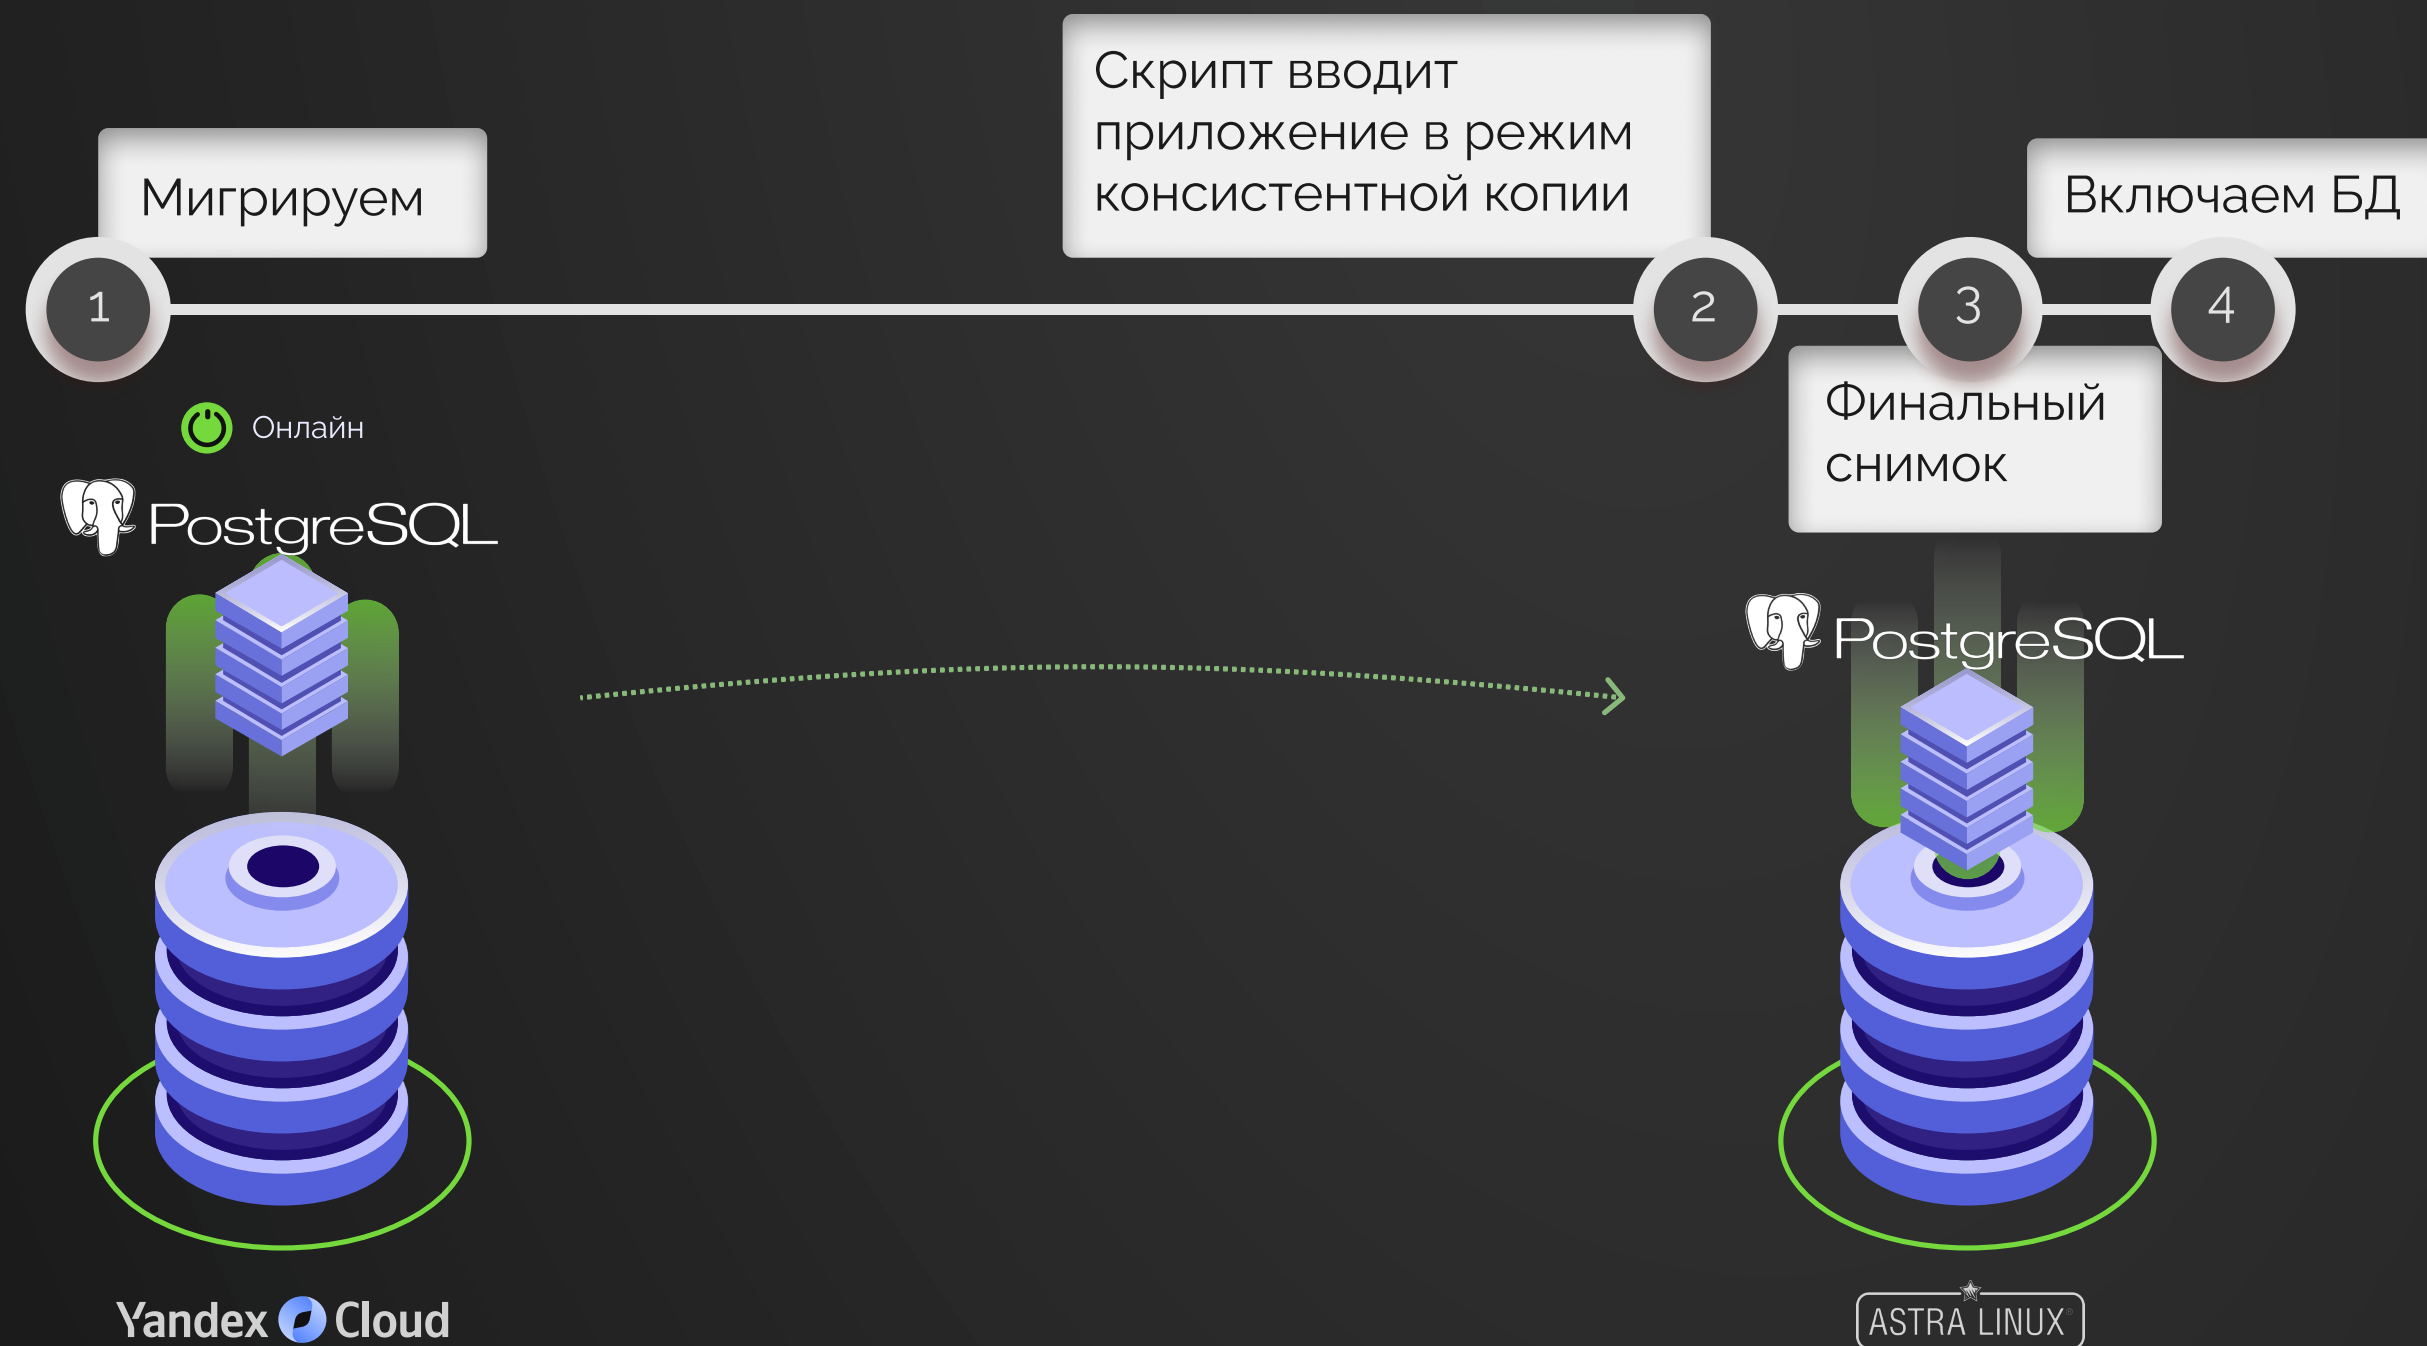 Скрипт вводит
приложение в режим
консистентной копии
Мигрируем
Включаем БД
1
2
3
4
Финальный
снимок
Онлайн
PostgreSQL
PostgreSQL
Yandex Cloud
ASTRA LINUX®